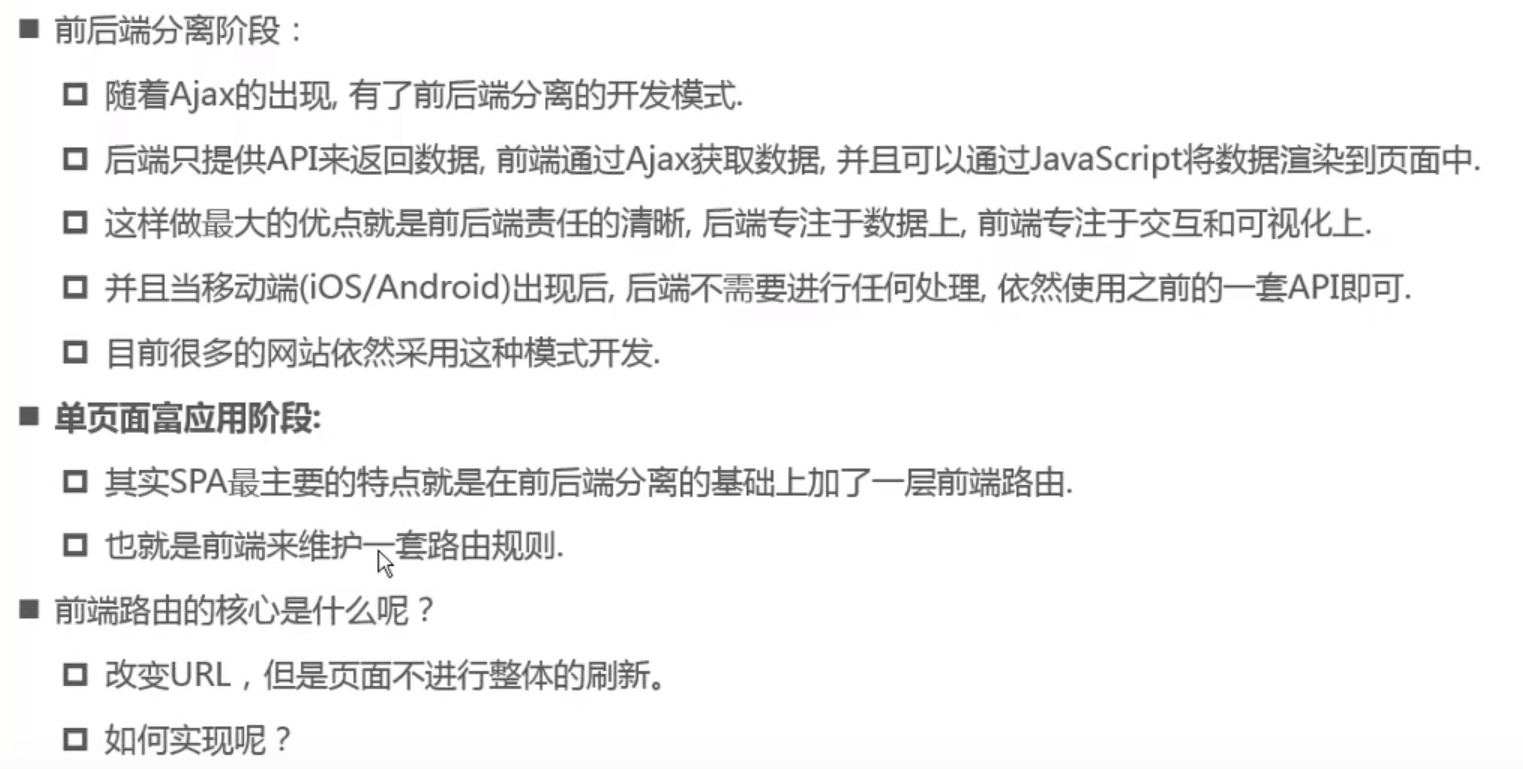 前后端分离阶段：
随着Ajax的出现, 有了前后端分离的开发模式.
后端只提供API来返回数据, 前端通过Ajax获取数据, 并且可以通过JavaScript将数据渲染到页面中.
这样做最大的优点就是前后端责任的清晰, 后端专注于数据上, 前端专注于交互和可视化上.
并且当移动端(iOS/Android)出现后, 后端不需要进行任何处理, 依然使用之前的一套API即可.
目前很多的网站依然采用这种模式开发.
单页面富应用阶段:
其实SPA最主要的特点就是在前后端分离的基础上加了一层前端路由.
也就是前端来维护一套路由规则.
前端路由的核心是什么呢？
改变URL，但是页面不进行整体的刷新。
如何实现呢？